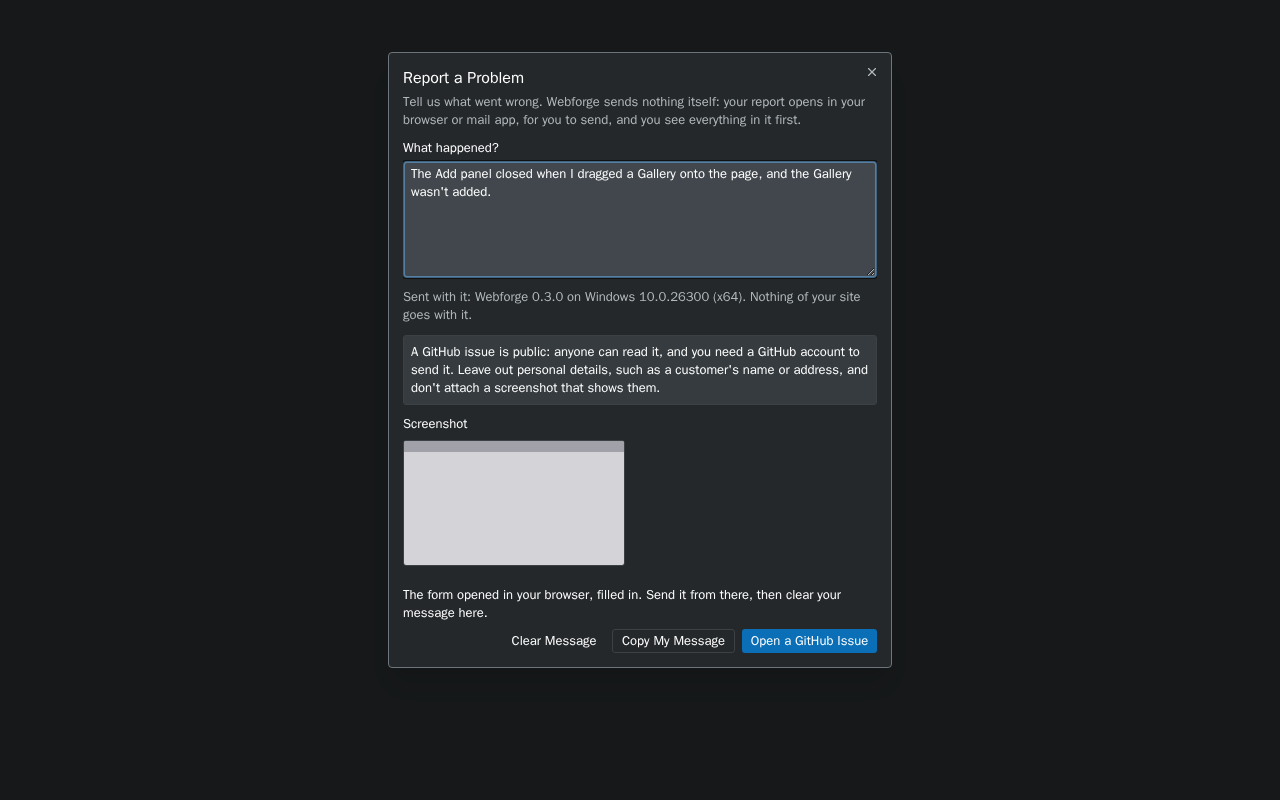 Report a Problem
Tell us what went wrong. Webforge sends nothing itself: your report opens in your
browser or mail app, for you to send, and you see everything in it first.
What happened?
The Add panel closed when I dragged a Gallery onto the page, and the Gallery
wasn't added.
Sent with it: Webforge 0.3.0 on Windows 10.0.26300 (x64). Nothing of your site
goes with it.
A GitHub issue is public: anyone can read it, and you need a GitHub account to
send it. Leave out personal details, such as a customer's name or address, and
don't attach a screenshot that shows them.
Screenshot
The form opened in your browser, filled in. Send it from there, then clear your
message here.
Clear Message Copy My Message Open a GitHub Issue